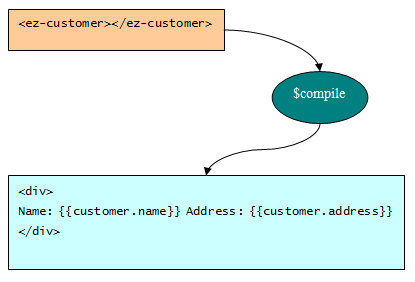 <ez-customer></ez-customer>
$compile
<div>
Name: {{customer.name}} Address: {{customer.address}}
</div>